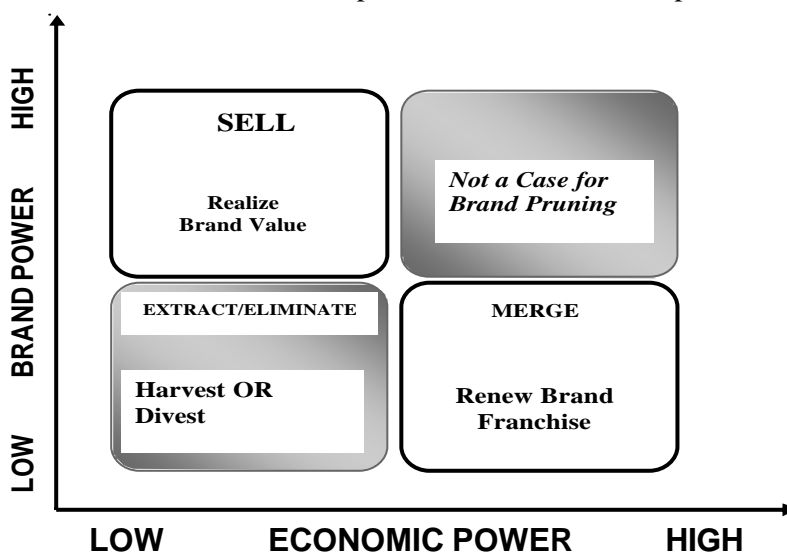 HIGH
SELL
Realize
Brand Value
Not a Case for
Brand Pruning
BRAND POWER
EXTRACT/ELIMINATE
Harvest OR
Divest
MERGE
Renew Brand
Franchise
LOW
LOW ECONOMIC POWER HIGH